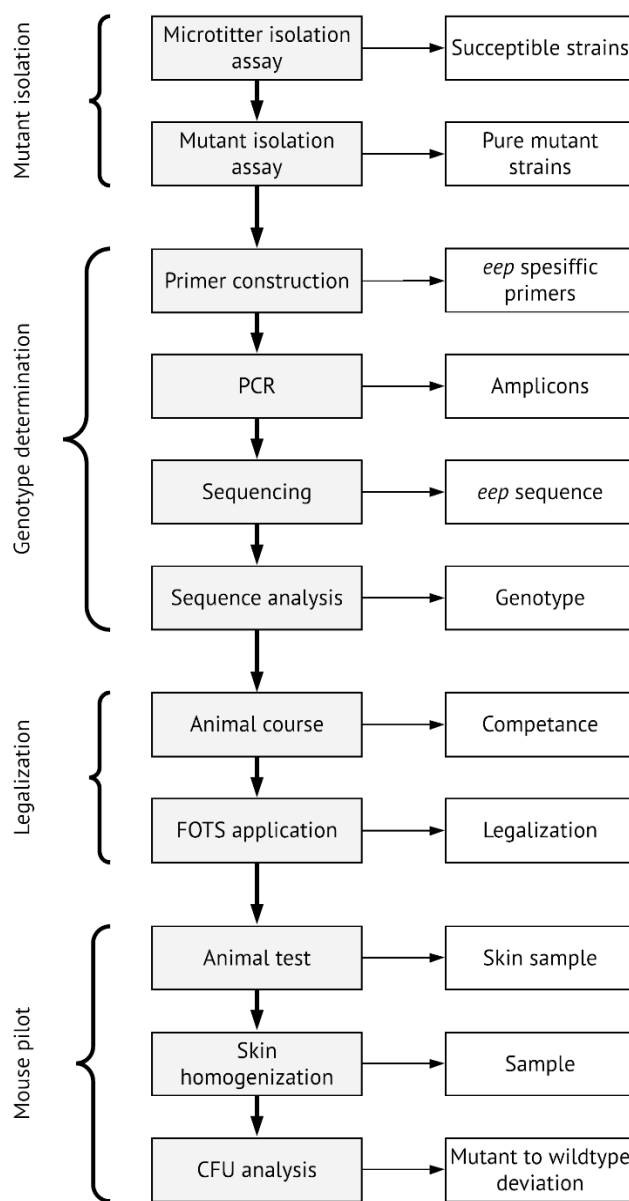 Mutant isolation
Microtitter isolation
assay
Succeptible strains
Mutant isolation
assay
Pure mutant
strains
Genotype determination
Primer construction
eep spesiffic
primers
PCR
Amplicons
Sequencing
eep sequence
Sequence analysis
Genotype
Legalization
Animal course
Competance
FOTS application
Legalization
Mouse pilot
Animal test
Skin sample
Skin
homogenization
Sample
CFU analysis
Mutant to wildtype
deviation